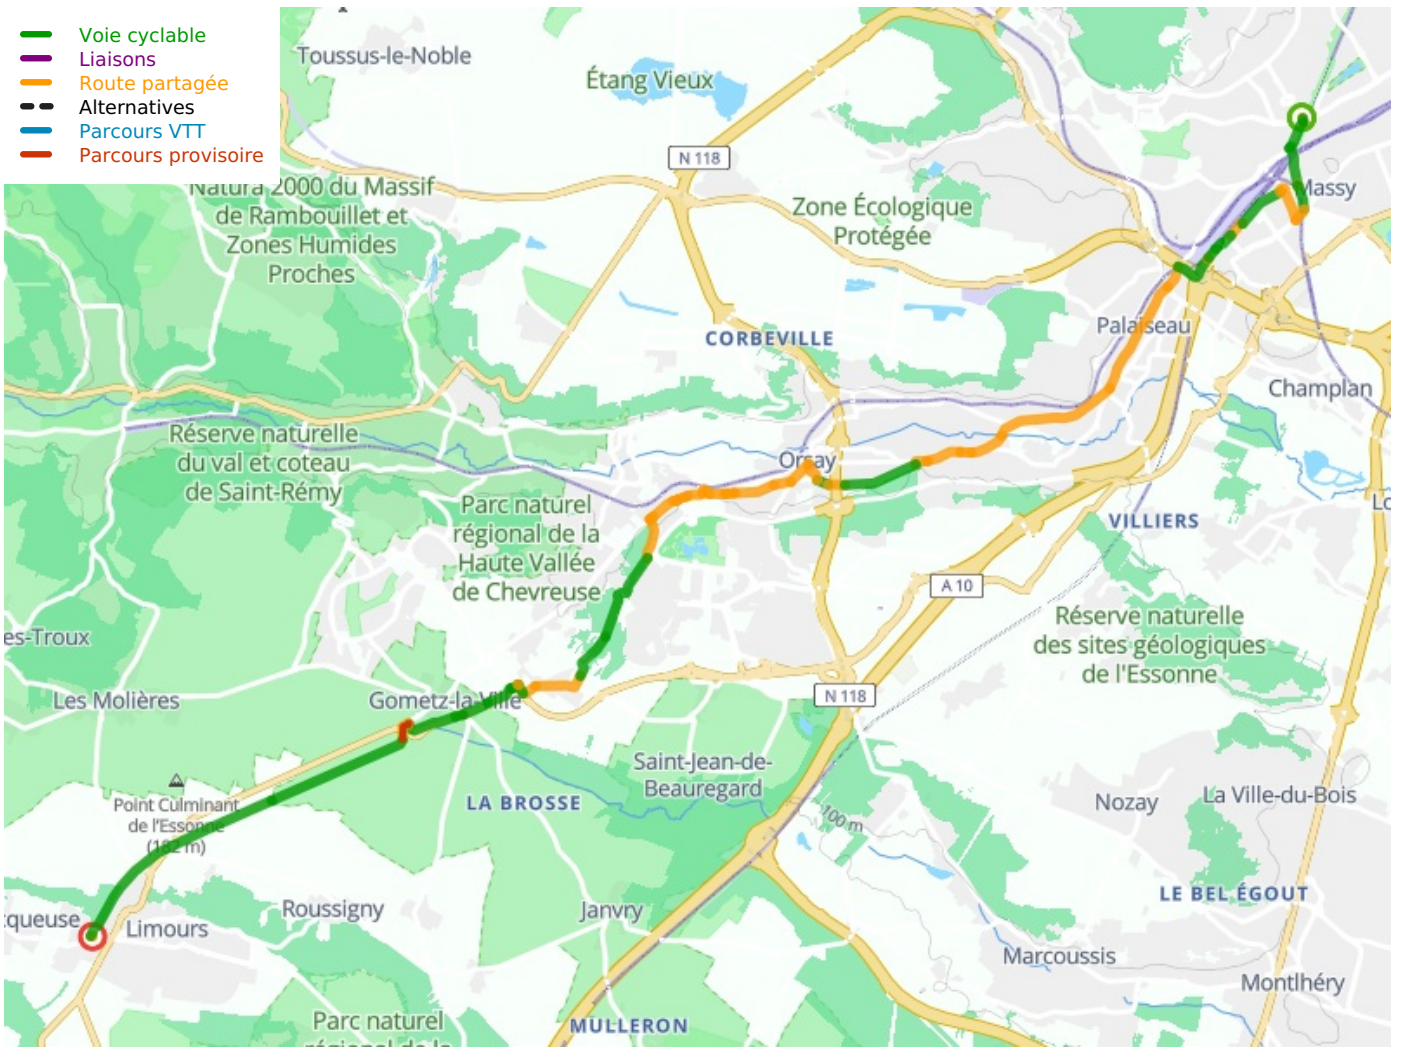 Voie cyclable
Liaisons
Route partagée
Alternatives
Parcours VTT
Parcours provisoire
Toussus-le-Noble
Étang Vieux
N 118
Natura 2000 du Massif
de Rambouillet et
Zones Humides
Proches
Zone Écologique
Protégée
Massy
CORBEVILLE
Palaiseau
Champlan
Réserve naturelle
du val et coteau
de Saint-Rémy
Orsay
Parc naturel
régional de la
Haute Vallée
de Chevreuse
VILLIERS
A 10
Réserve naturelle
des sites géologiques
de l'Essonne
es-Troux
Les Molières
Gometz-la-Ville
N 118
Saint-Jean-de-
Beauregard
Point Culminant
de l'Essonne
(182 m)
LA BROSSE
100 m
Nozay
La Ville-du-Bois
LE BEL ÉGOUT
cqueuse
Limours
Roussigny
Janvry
Marcoussis
Montlhéry
MULLERON
Parc naturel
régional de la